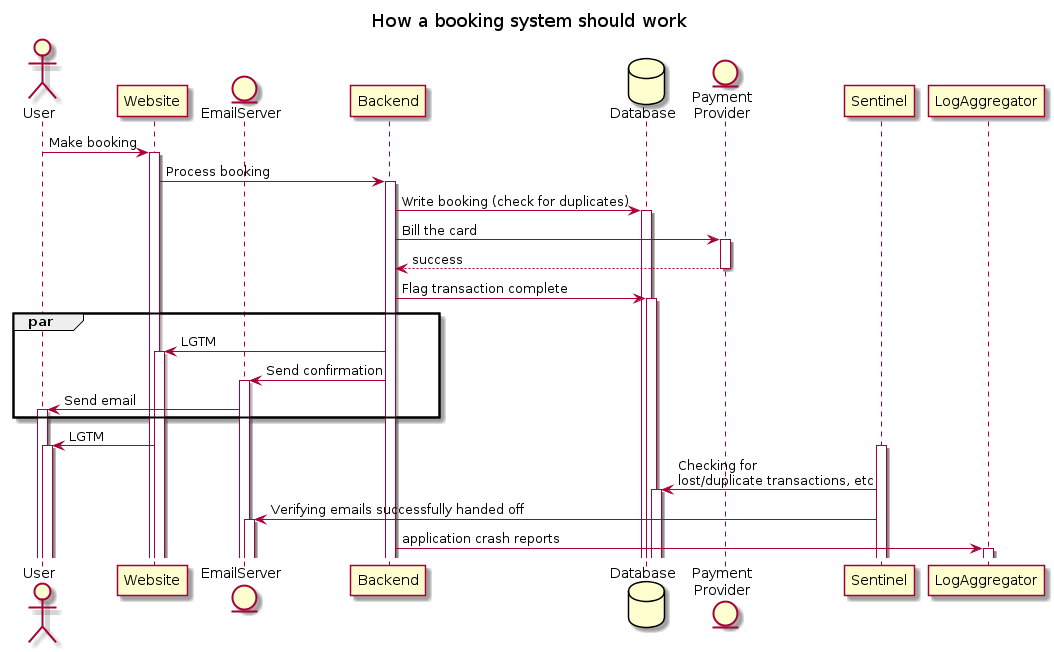 How a booking system should work
User
Website
EmailServer
Backend
Database
Payment
Provider
Sentinel
LogAggregator
Make booking
Process booking
Write booking (check for duplicates)
Bill the card
success
Flag transaction complete
par
LGTM
Send confirmation
Send email
LGTM
Checking for
lost/duplicate transactions, etc
Verifying emails successfully handed off
application crash reports
User
Website
EmailServer
Backend
Database
Payment
Provider
Sentinel
LogAggregator